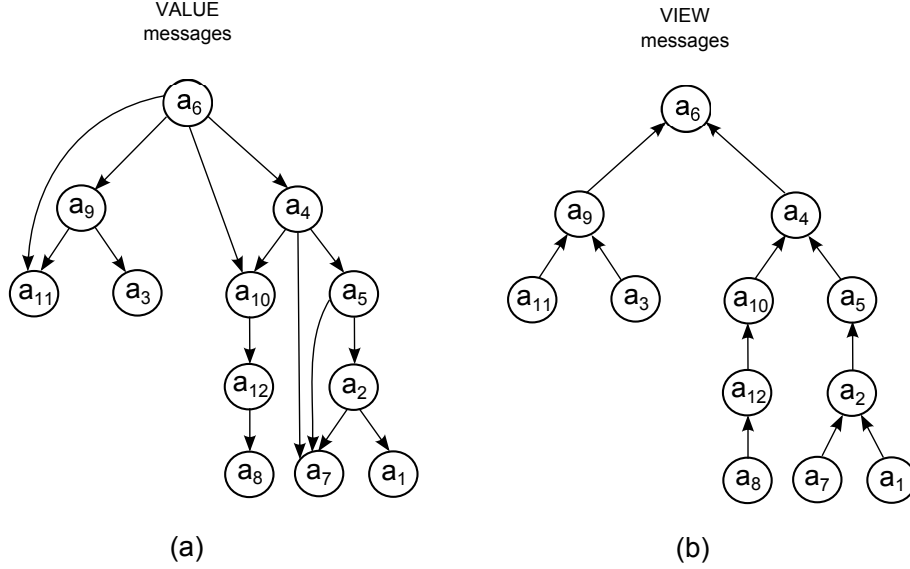 VALUE
messages
a6
a9
a4
a11
a3
a10
a5
a12
a2
a8
a7
a1
(a)
VIEW
messages
a6
a9
a4
a11
a3
a10
a5
a12
a2
a8
a7
a1
(b)